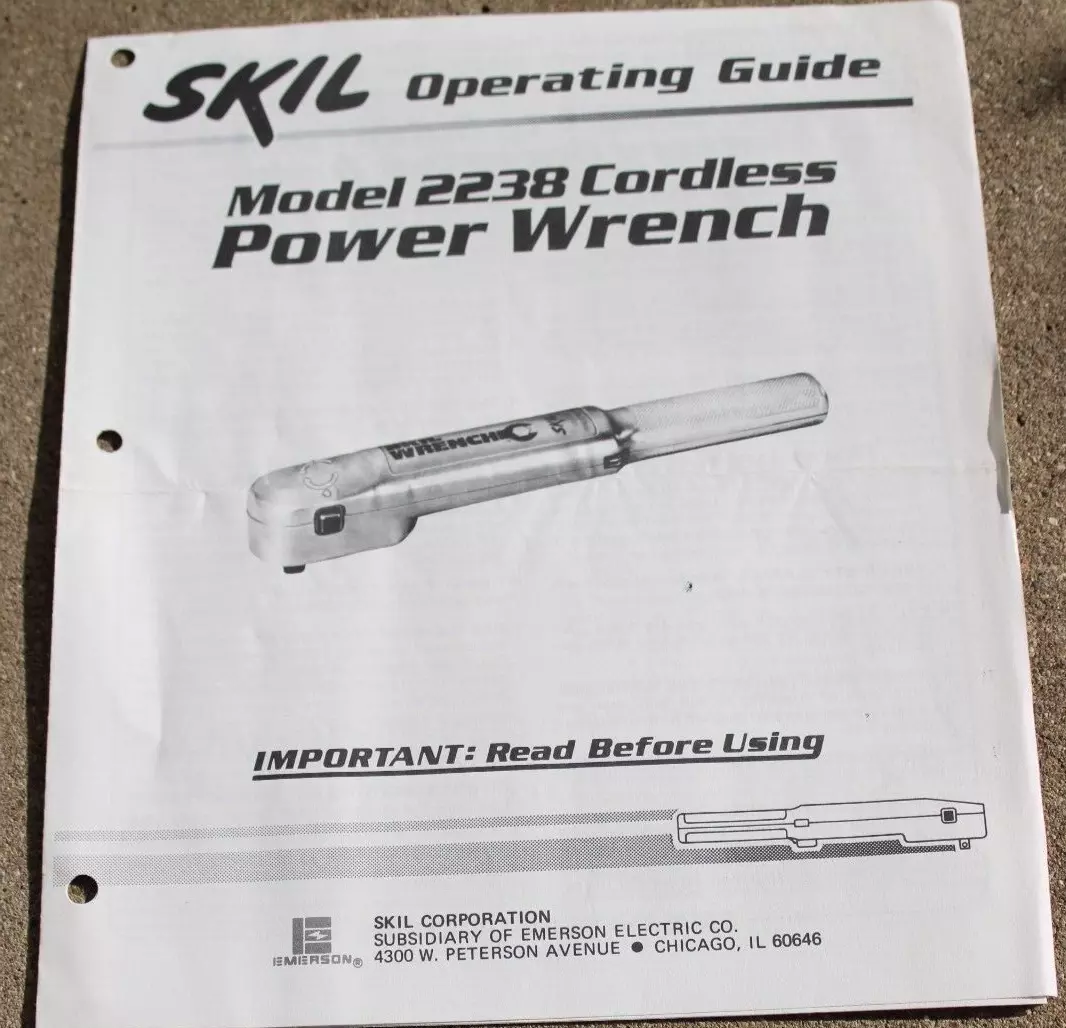 SKIL Operating Guide
Model 2238 Cordless
Power Wrench
SKIL
WRENCH
IMPORTANT: Read Before Using
EMERSON®
SKIL CORPORATION
SUBSIDIARY OF EMERSON ELECTRIC CO.
4300 W. PETERSON AVENUE ● CHICAGO, IL 60646